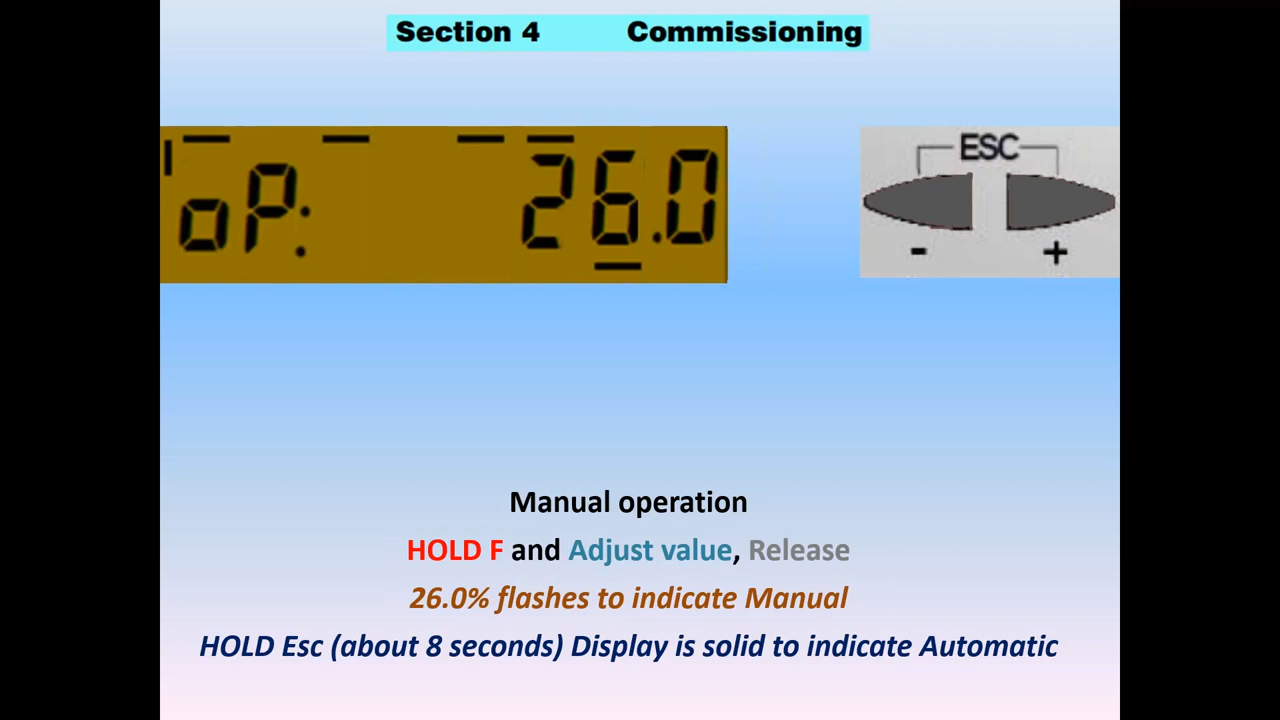 Section 4 Commissioning
oP: 26.0
ESC
- +
Manual operation
HOLD F and Adjust value, Release
26.0% flashes to indicate Manual
HOLD Esc (about 8 seconds) Display is solid to indicate Automatic